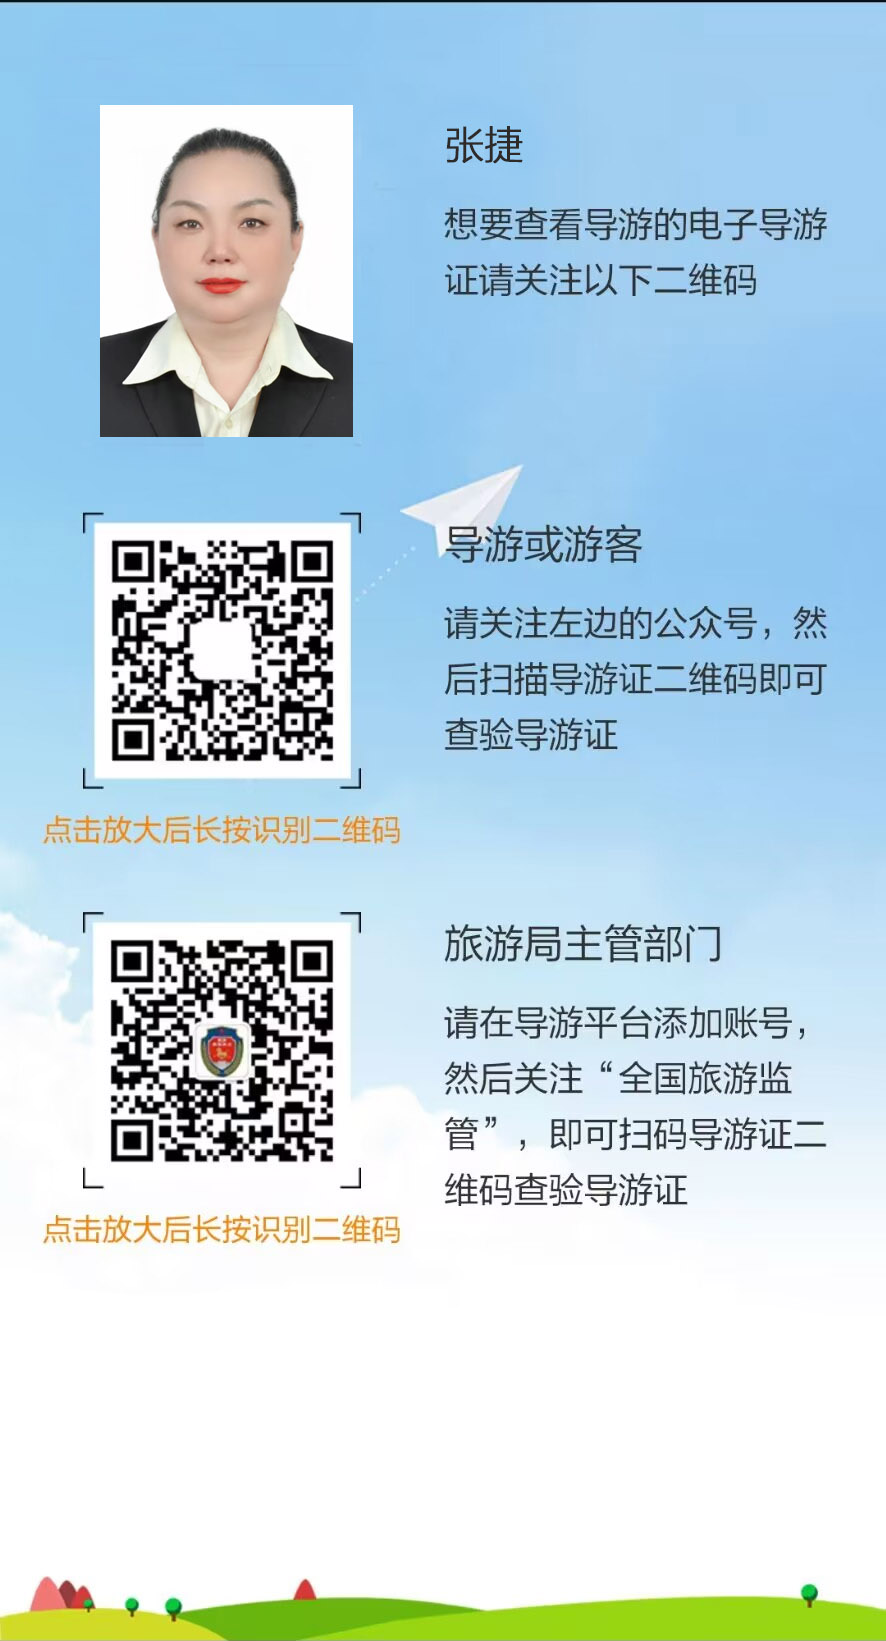 张捷
想要查看导游的电子导游
证请关注以下二维码
导游或游客
请关注左边的公众号，然
后扫描导游证二维码即可
查验导游证
点击放大后长按识别二维码
旅游局主管部门
请在导游平台添加账号，
然后关注“全国旅游监
管”，即可扫码导游证二
维码查验导游证
点击放大后长按识别二维码